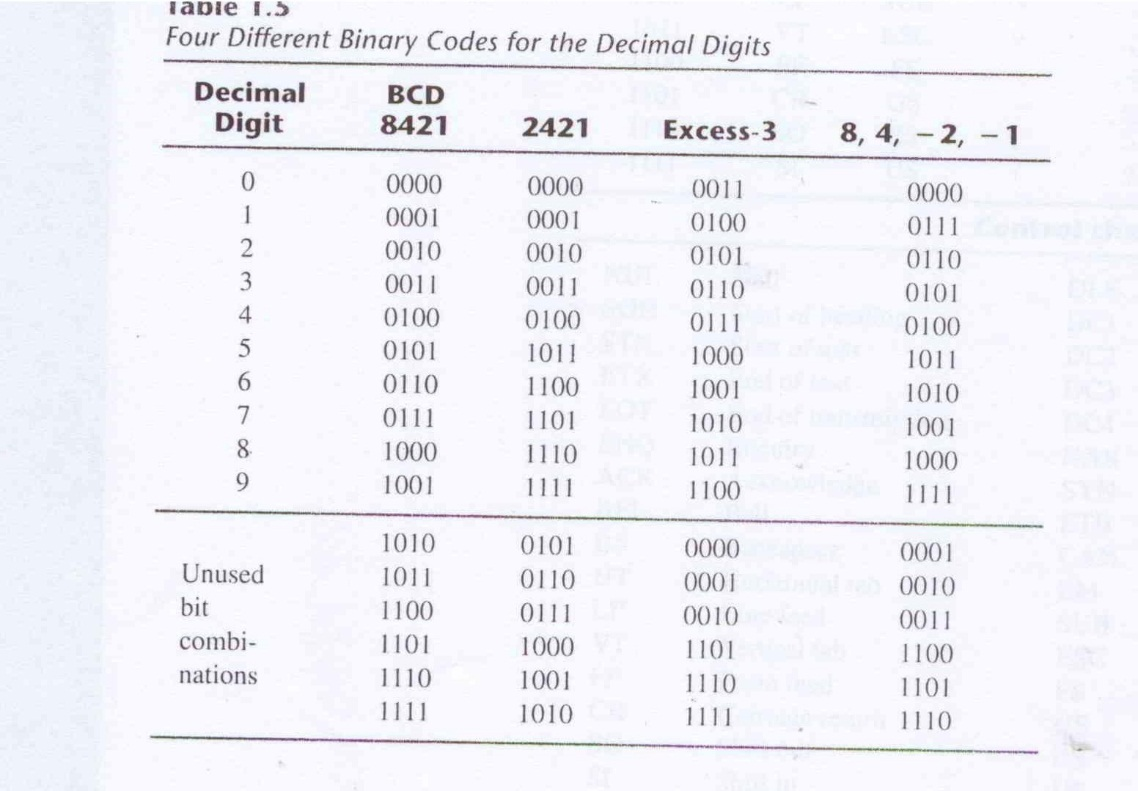 Table 1.5
Four Different Binary Codes for the Decimal Digits
Decimal Digit BCD 8421 2421 Excess-3 8, 4, −2, −1
0 0000 0000 0011 0000
1 0001 0001 0100 0111
2 0010 0010 0101 0110
3 0011 0011 0110 0101
4 0100 0100 0111 0100
5 0101 1011 1000 1011
6 0110 1100 1001 1010
7 0111 1101 1010 1001
8 1000 1110 1011 1000
9 1001 1111 1100 1111
1010 0101 0000 0001
Unused 1011 0110 0001 0010
bit 1100 0111 0010 0011
combi- 1101 1000 1101 1100
nations 1110 1001 1110 1101
1111 1010 1111 1110